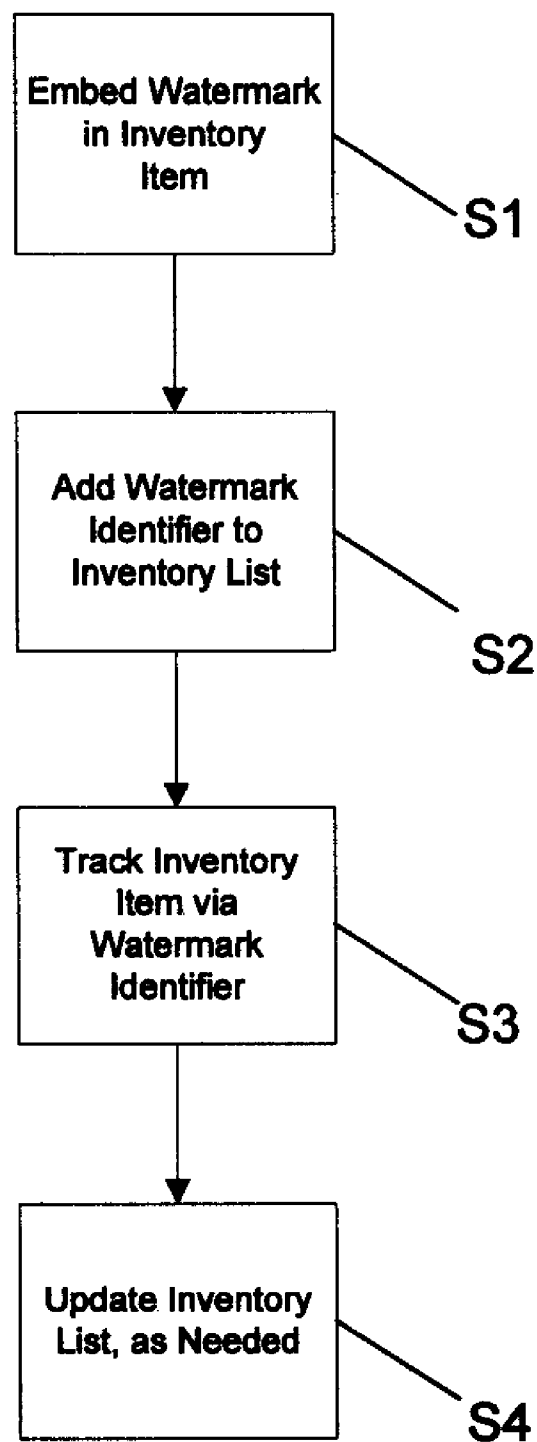 Embed Watermark
in Inventory
Item
S1
Add Watermark
Identifier to
Inventory List
S2
Track Inventory
Item via
Watermark
Identifier
S3
Update Inventory
List, as Needed
S4